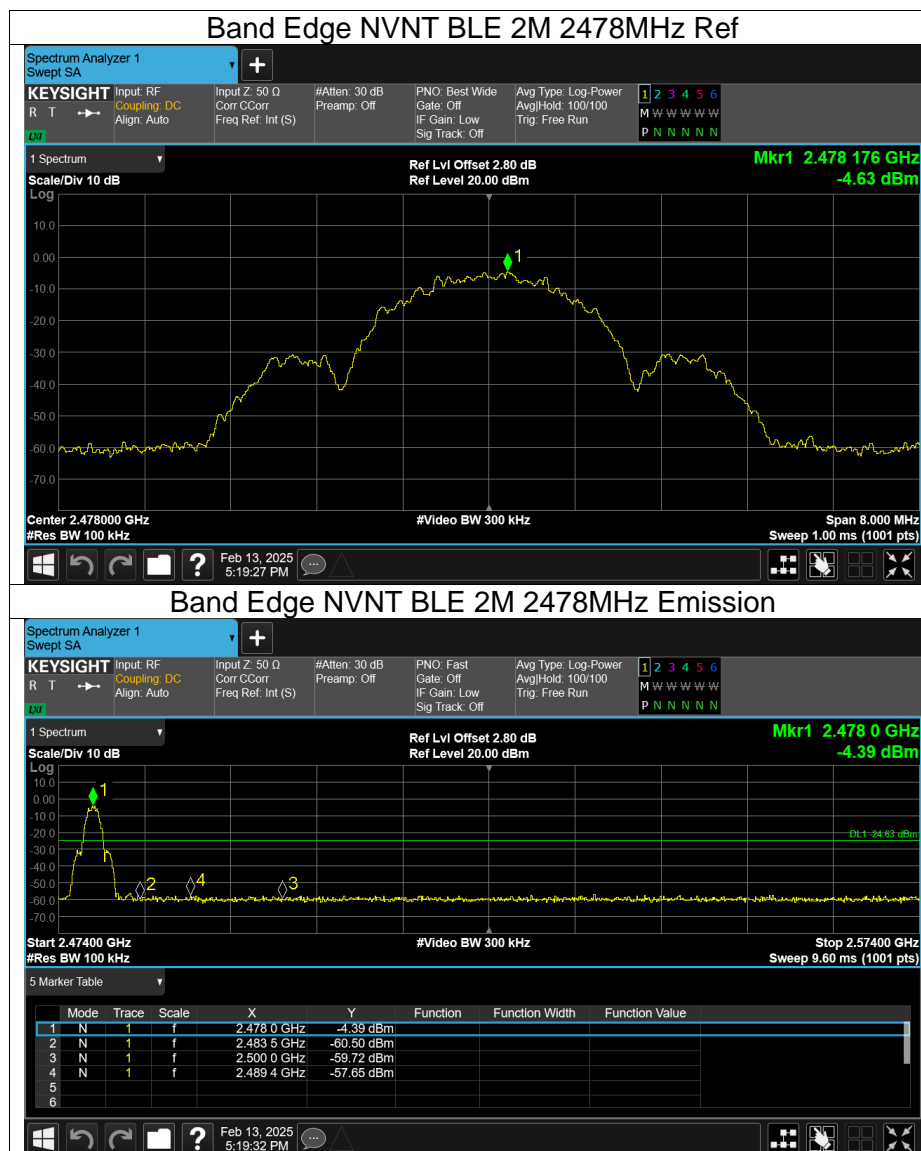 Band Edge NVNT BLE 2M 2478MHz Ref
Spectrum Analyzer 1
Swept SA
+
KEYSIGHT
R T
LXI
Input: RF
Coupling: DC
Align: Auto
Input Z: 50 Ω
Corr CCorr
Freq Ref: Int (S)
#Atten: 30 dB
Preamp: Off
PNO: Best Wide
Gate: Off
IF Gain: Low
Sig Track: Off
Avg Type: Log-Power
Avg|Hold: 100/100
Trig: Free Run
1 2 3 4 5 6
M W W W W W
P N N N N N
1 Spectrum
Scale/Div 10 dB
Log
Ref Lvl Offset 2.80 dB
Ref Level 20.00 dBm
Mkr1 2.478 176 GHz
-4.63 dBm
10.0
0.00
-10.0
-20.0
-30.0
-40.0
-50.0
-60.0
-70.0
1
Center 2.478000 GHz
#Res BW 100 kHz
#Video BW 300 kHz
Span 8.000 MHz
Sweep 1.00 ms (1001 pts)
?
Feb 13, 2025
5:19:27 PM
Band Edge NVNT BLE 2M 2478MHz Emission
Spectrum Analyzer 1
Swept SA
+
KEYSIGHT
R T
LXI
Input: RF
Coupling: DC
Align: Auto
Input Z: 50 Ω
Corr CCorr
Freq Ref: Int (S)
#Atten: 30 dB
Preamp: Off
PNO: Fast
Gate: Off
IF Gain: Low
Sig Track: Off
Avg Type: Log-Power
Avg|Hold: 100/100
Trig: Free Run
1 2 3 4 5 6
M W W W W W
P N N N N N
1 Spectrum
Scale/Div 10 dB
Log
Ref Lvl Offset 2.80 dB
Ref Level 20.00 dBm
Mkr1 2.478 0 GHz
-4.39 dBm
10.0
0.00
-10.0
-20.0
-30.0
-40.0
-50.0
-60.0
-70.0
1
DL1 -24.63 dBm
2
4
3
Start 2.47400 GHz
#Res BW 100 kHz
#Video BW 300 kHz
Stop 2.57400 GHz
Sweep 9.60 ms (1001 pts)
5 Marker Table
Mode Trace Scale X Y Function Function Width Function Value
1 N 1 f 2.478 0 GHz -4.39 dBm
2 N 1 f 2.483 5 GHz -60.50 dBm
3 N 1 f 2.500 0 GHz -59.72 dBm
4 N 1 f 2.489 4 GHz -57.65 dBm
5
6
?
Feb 13, 2025
5:19:32 PM